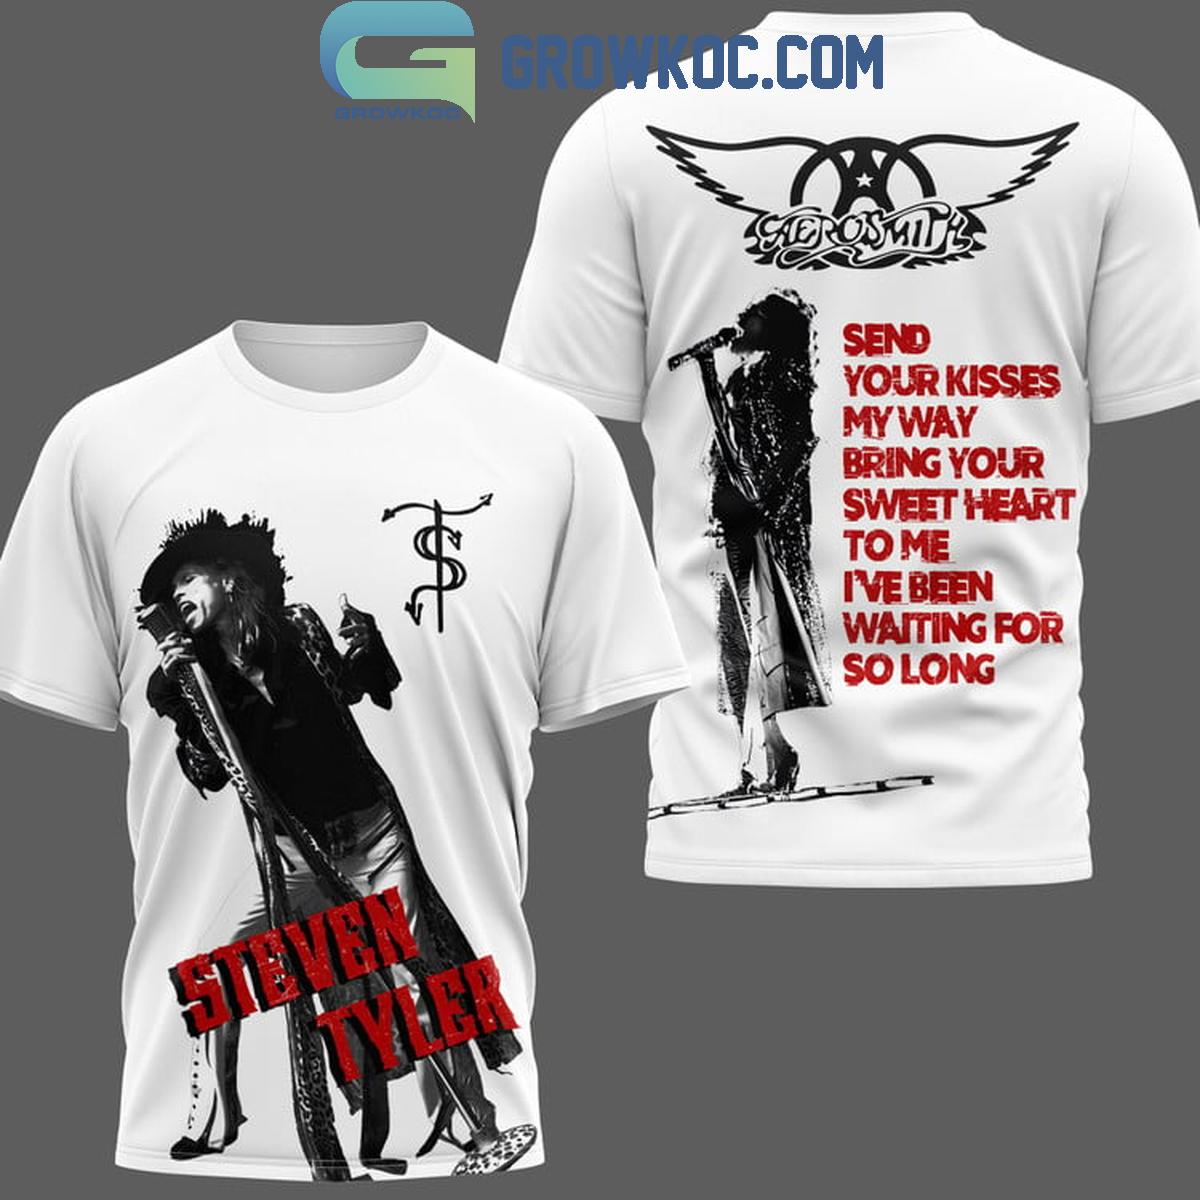 GROWKOC
GROWKOC.COM
AEROSMITH
SEND
YOUR KISSES
MY WAY
BRING YOUR
SWEET HEART
TO ME
I'VE BEEN
WAITING FOR
SO LONG
TS
STEVEN
TYLER